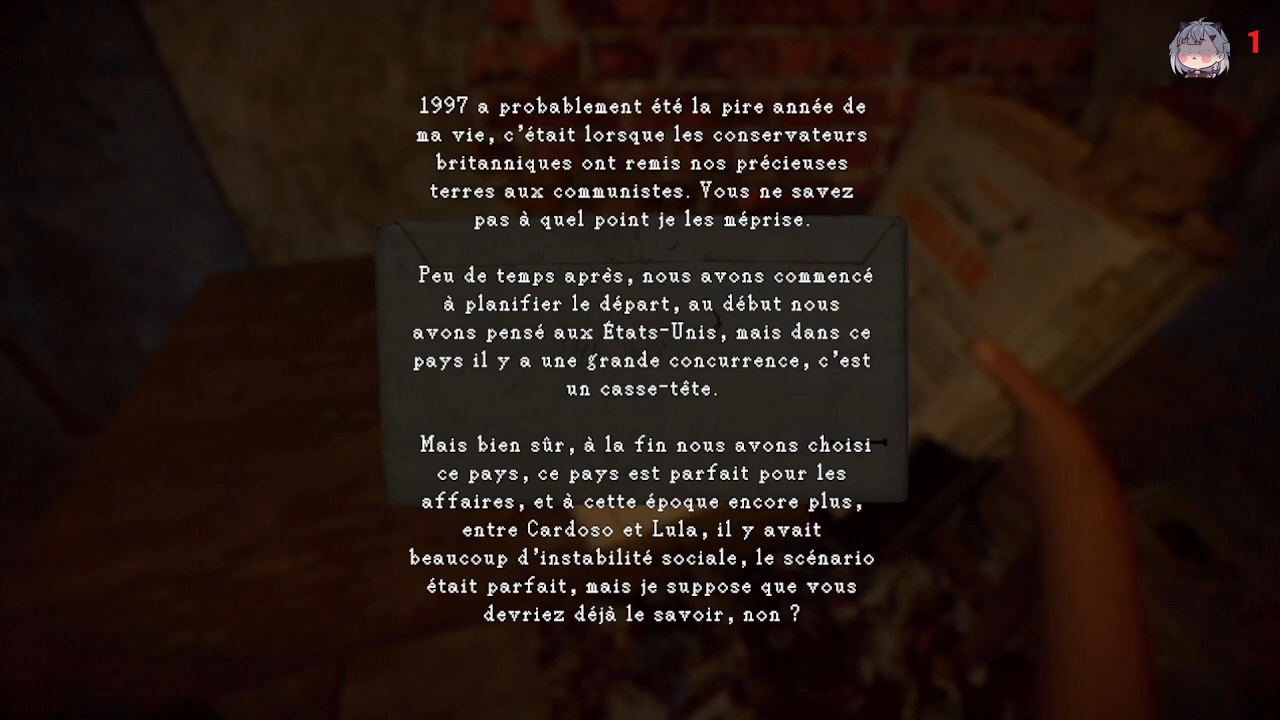 1
1997 a probablement été la pire année de
ma vie, c'était lorsque les conservateurs
britanniques ont remis nos précieuses
terres aux communistes. Vous ne savez
pas à quel point je les méprise.
Peu de temps après, nous avons commencé
à planifier le départ, au début nous
avons pensé aux États-Unis, mais dans ce
pays il y a une grande concurrence, c'est
un casse-tête.
Mais bien sûr, à la fin nous avons choisi
ce pays, ce pays est parfait pour les
affaires, et à cette époque encore plus,
entre Cardoso et Lula, il y avait
beaucoup d'instabilité sociale, le scénario
était parfait, mais je suppose que vous
devriez déjà le savoir, non ?